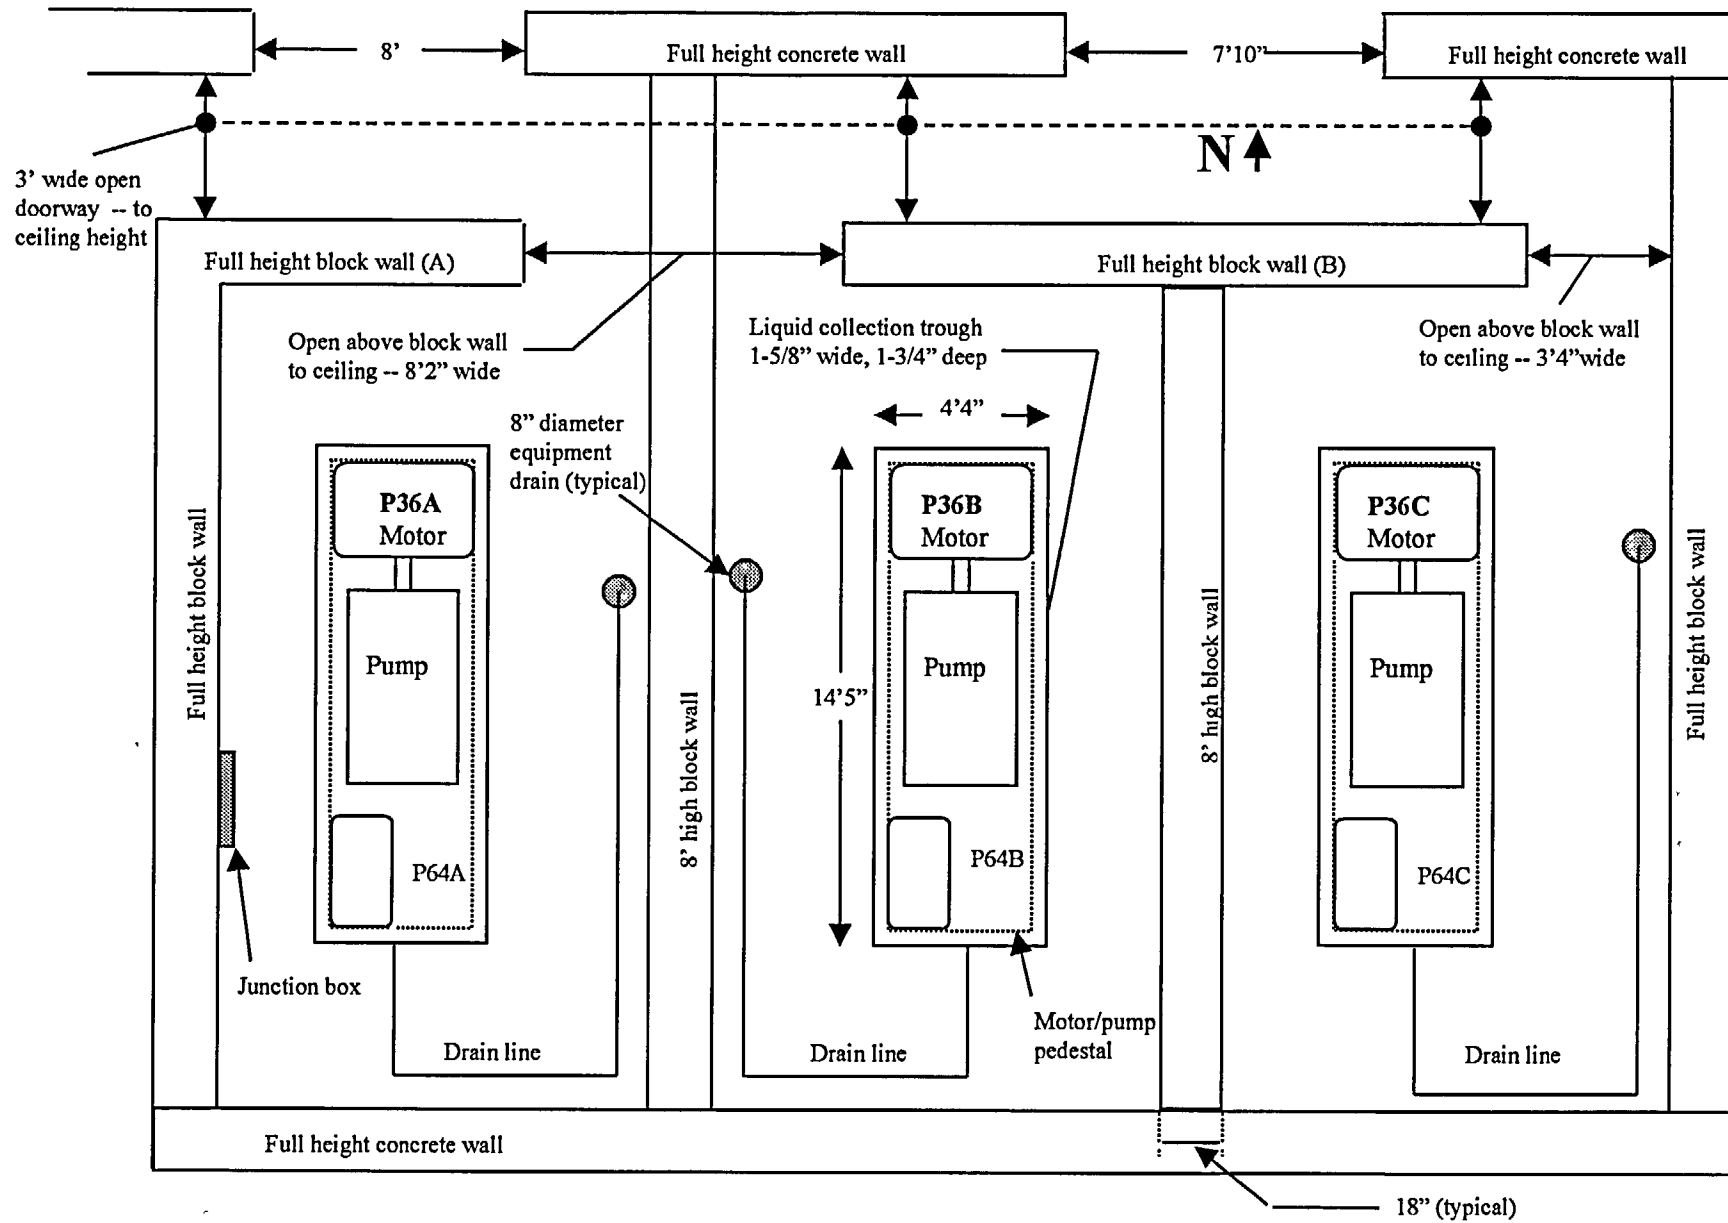 8'
Full height concrete wall
7'10"
Full height concrete wall
N
3' wide open
doorway -- to
ceiling height
Full height block wall (A)
Full height block wall (B)
Open above block wall
to ceiling -- 8'2" wide
Liquid collection trough
1-5/8" wide, 1-3/4" deep
Open above block wall
to ceiling -- 3'4" wide
4'4"
8" diameter
equipment
drain (typical)
P36A
Motor
P36B
Motor
P36C
Motor
Full height block wall
Pump
8' high block wall
14'5"
Pump
8' high block wall
Pump
Full height block wall
P64A
P64B
P64C
Junction box
Motor/pump
pedestal
Drain line
Drain line
Drain line
Full height concrete wall
18" (typical)